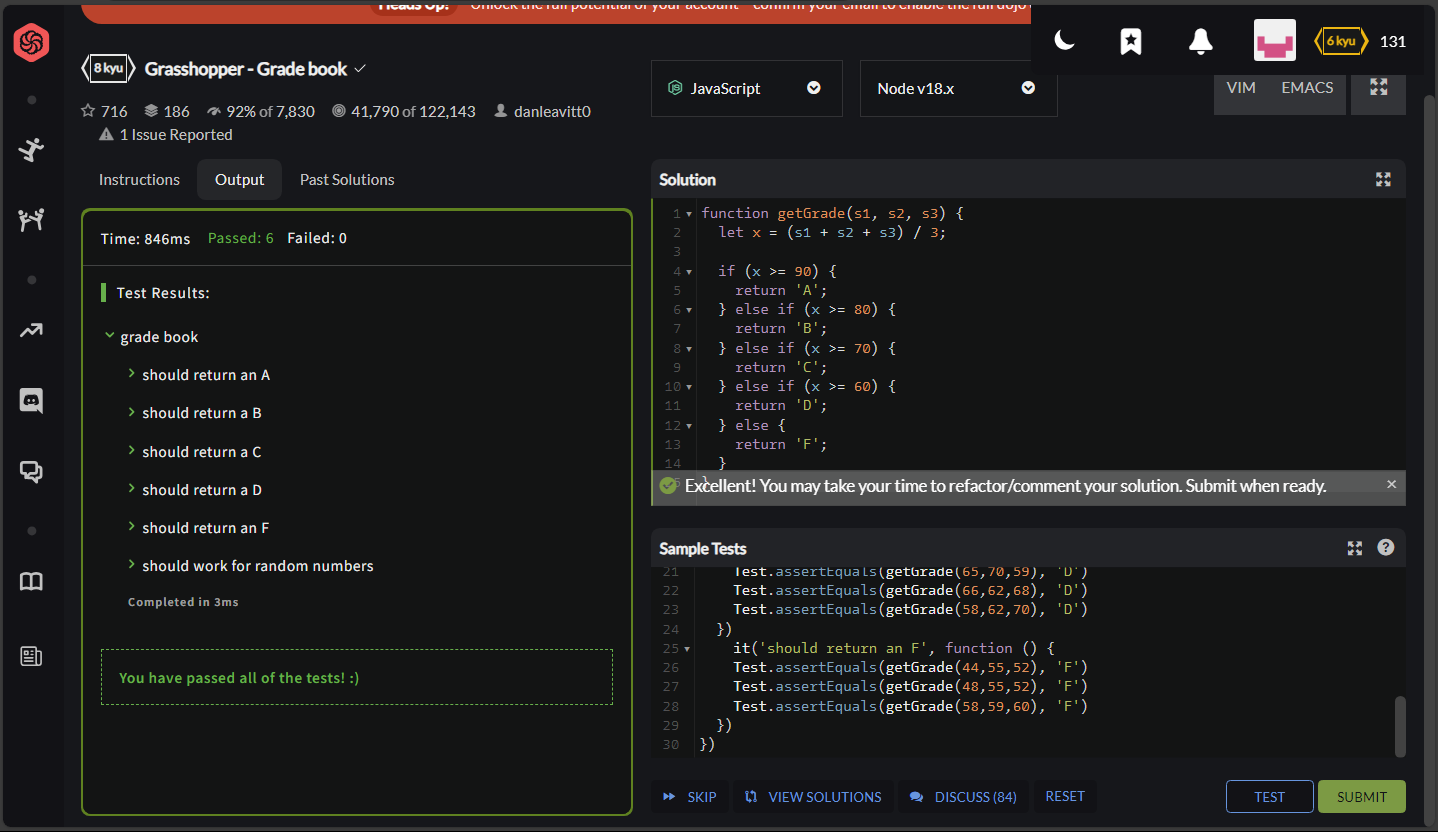 Heads Up! Unlock the full potential of your account - confirm your email to enable the full dojo
6 kyu 131
8 kyu Grasshopper - Grade book
716 186 92% of 7,830 41,790 of 122,143 danleavitt0
1 Issue Reported
JavaScript
Node v18.x
VIM EMACS
Instructions Output Past Solutions
Time: 846ms Passed: 6 Failed: 0
Test Results:
grade book
should return an A
should return a B
should return a C
should return a D
should return an F
should work for random numbers
Completed in 3ms
You have passed all of the tests! :)
Solution
1 function getGrade(s1, s2, s3) {
2 let x = (s1 + s2 + s3) / 3;
3
4 if (x >= 90) {
5 return 'A';
6 } else if (x >= 80) {
7 return 'B';
8 } else if (x >= 70) {
9 return 'C';
10 } else if (x >= 60) {
11 return 'D';
12 } else {
13 return 'F';
14 }
Excellent! You may take your time to refactor/comment your solution. Submit when ready.
Sample Tests
21 Test.assertEquals(getGrade(65,70,59), 'D')
22 Test.assertEquals(getGrade(66,62,68), 'D')
23 Test.assertEquals(getGrade(58,62,70), 'D')
24 })
25 it('should return an F', function () {
26 Test.assertEquals(getGrade(44,55,52), 'F')
27 Test.assertEquals(getGrade(48,55,52), 'F')
28 Test.assertEquals(getGrade(58,59,60), 'F')
29 })
30 })
SKIP VIEW SOLUTIONS DISCUSS (84) RESET
TEST SUBMIT